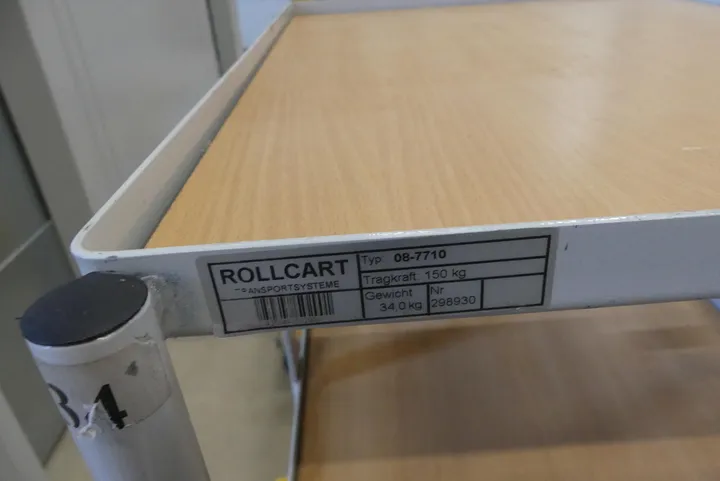 ROLLCART
TRANSPORTSYSTEME
Typ 08-7710
Tragkraft 150 kg
Gewicht
34,0 kg
Nr
298930
34